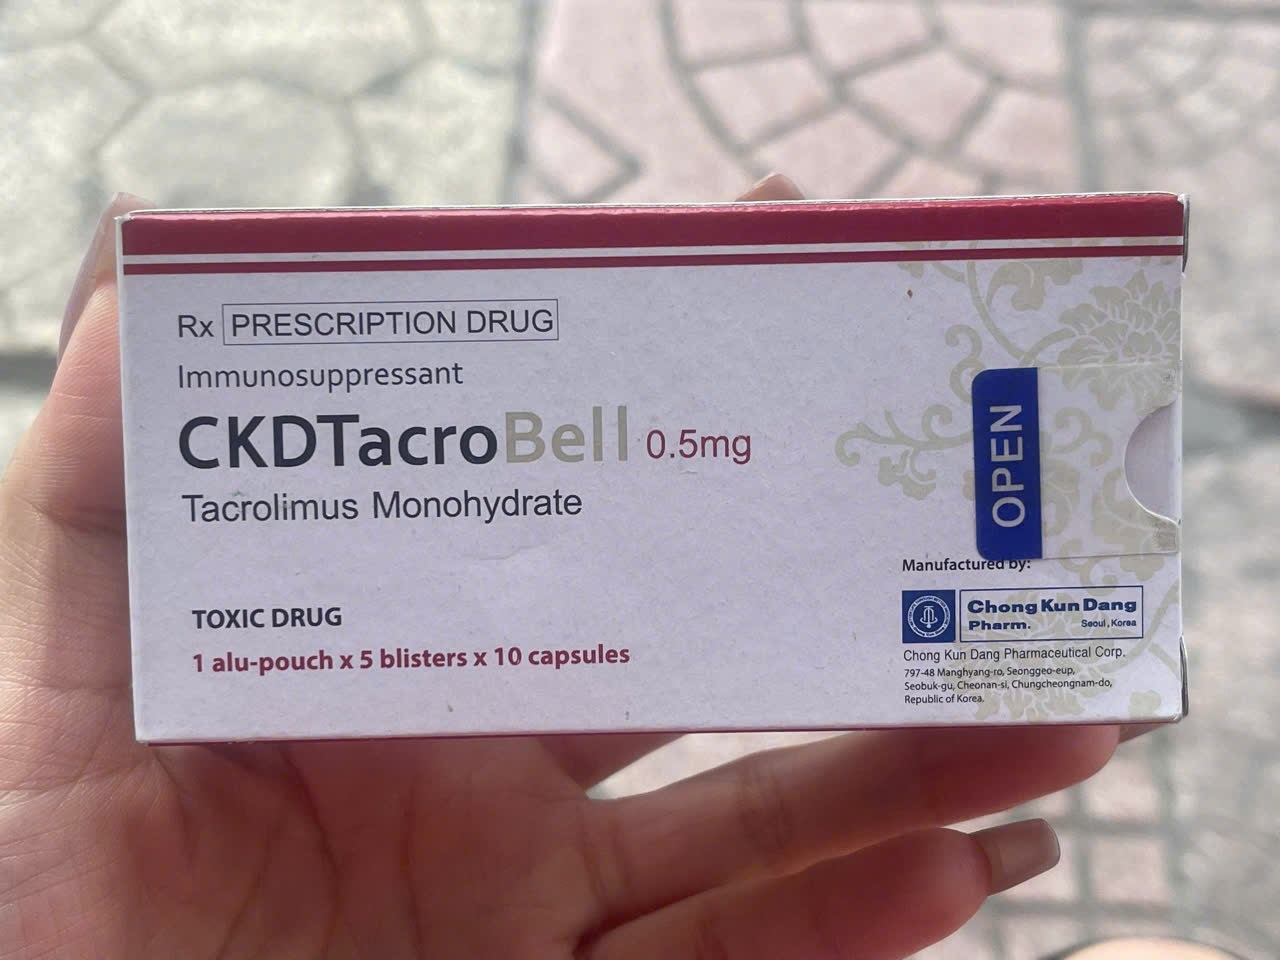 Rx PRESCRIPTION DRUG
Immunosuppressant
CKDTacroBell 0.5mg
Tacrolimus Monohydrate
TOXIC DRUG
1 alu-pouch x 5 blisters x 10 capsules
OPEN
Manufactured by:
Chong Kun Dang
Pharm. Seoul, Korea
Chong Kun Dang Pharmaceutical Corp.
797-48 Manghyang-ro, Seonggeo-eup,
Seobuk-gu, Cheonan-si, Chungcheongnam-do,
Republic of Korea.